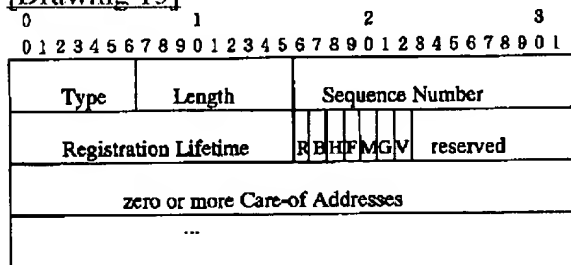 [Drawing 19]
0 1 2 3
0 1 2 3 4 5 6 7 8 9 0 1 2 3 4 5 6 7 8 9 0 1 2 3 4 5 6 7 8 9 0 1
Type Length Sequence Number
Registration Lifetime R B H F M G V reserved
zero or more Care-of Addresses
...